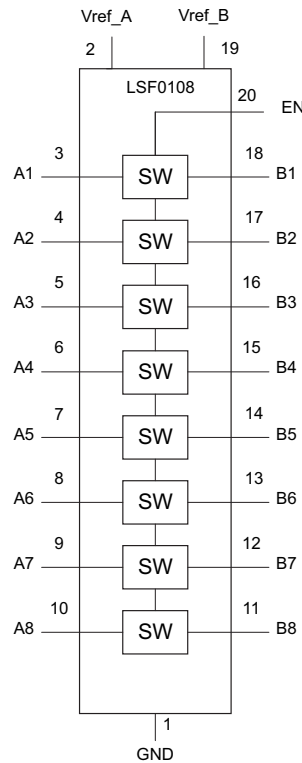 Vref_A Vref_B
2 19
LSF0108
20 EN
3 18
A1 SW B1
4 17
A2 SW B2
5 16
A3 SW B3
6 15
A4 SW B4
7 14
A5 SW B5
8 13
A6 SW B6
9 12
A7 SW B7
10 11
A8 SW B8
1
GND